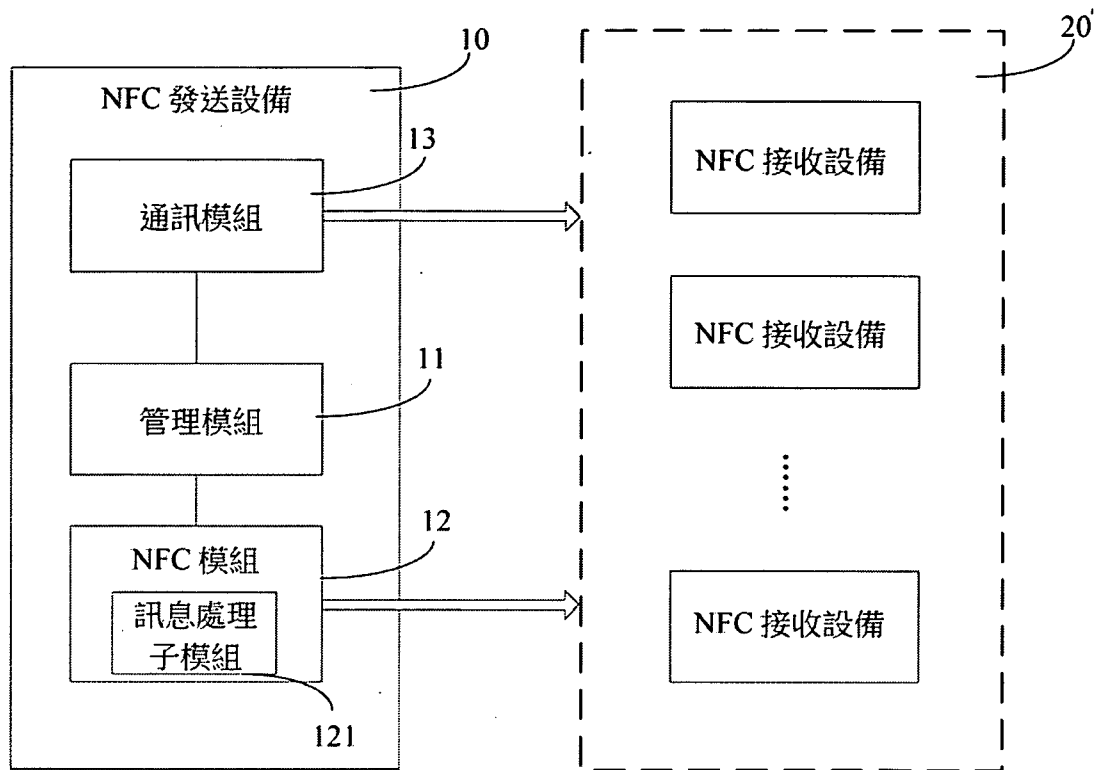 10
NFC 發送設備
13
通訊模組
11
管理模組
12
NFC 模組
訊息處理
子模組
121
20'
NFC 接收設備
NFC 接收設備
......
NFC 接收設備